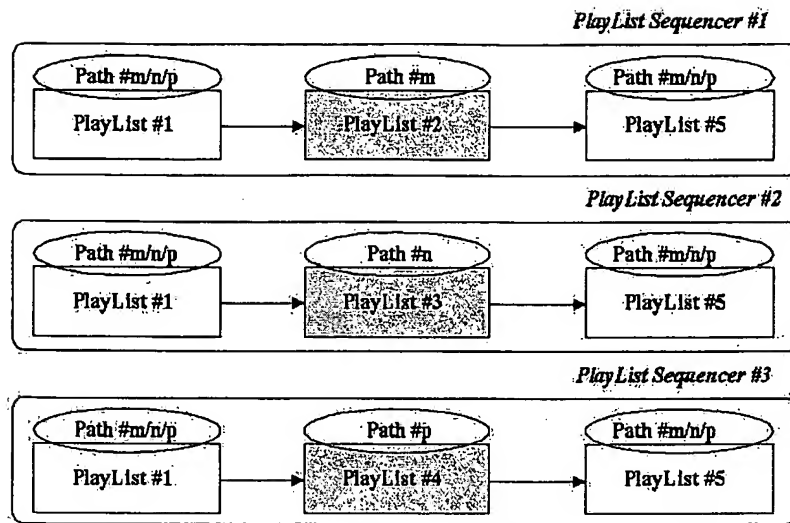 PlayList Sequencer #1
Path #m/n/p
Path #m
Path #m/n/p
PlayList #1
PlayList #2
PlayList #5
PlayList Sequencer #2
Path #m/n/p
Path #n
Path #m/n/p
PlayList #1
PlayList #3
PlayList #5
PlayList Sequencer #3
Path #m/n/p
Path #p
Path #m/n/p
PlayList #1
PlayList #4
PlayList #5